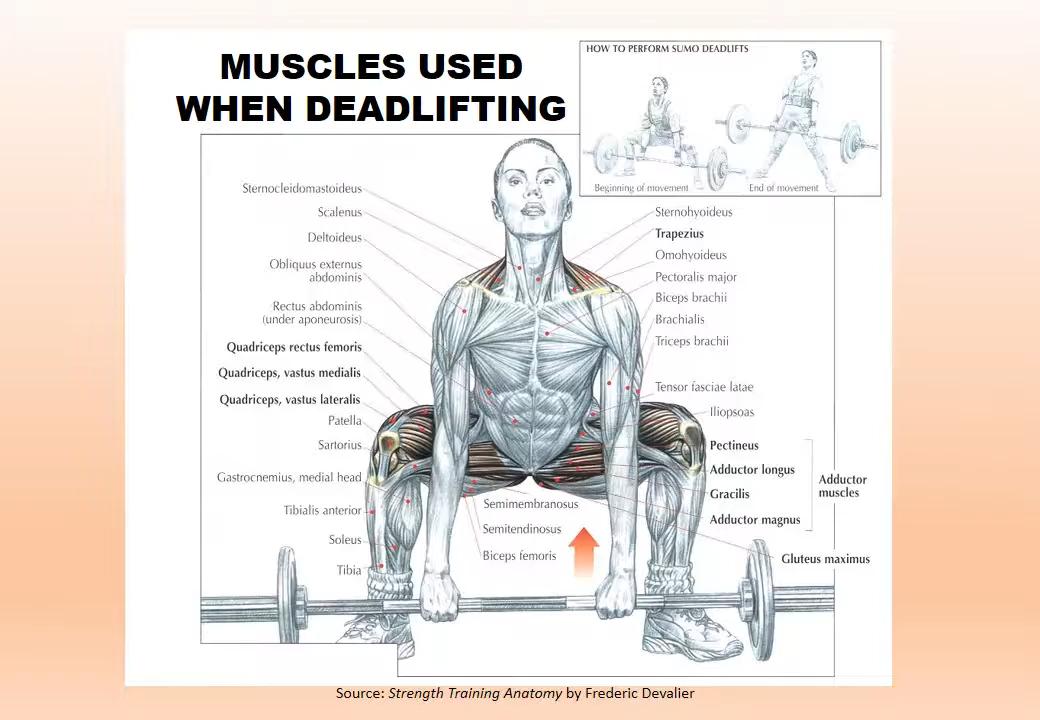 MUSCLES USED
WHEN DEADLIFTING
HOW TO PERFORM SUMO DEADLIFTS
Beginning of movement
End of movement
Sternocleidomastoideus
Scalenus
Deltoideus
Obliquus externus
abdominis
Rectus abdominis
(under aponeurosis)
Quadriceps rectus femoris
Quadriceps, vastus medialis
Quadriceps, vastus lateralis
Patella
Sartorius
Gastrocnemius, medial head
Tibialis anterior
Soleus
Tibia
Sternohyoideus
Trapezius
Omohyoideus
Pectoralis major
Biceps brachii
Brachialis
Triceps brachii
Tensor fasciae latae
Iliopsoas
Pectineus
Adductor longus
Gracilis
Adductor magnus
Adductor
muscles
Gluteus maximus
Semimembranosus
Semitendinosus
Biceps femoris
Source: Strength Training Anatomy by Frederic Devalier